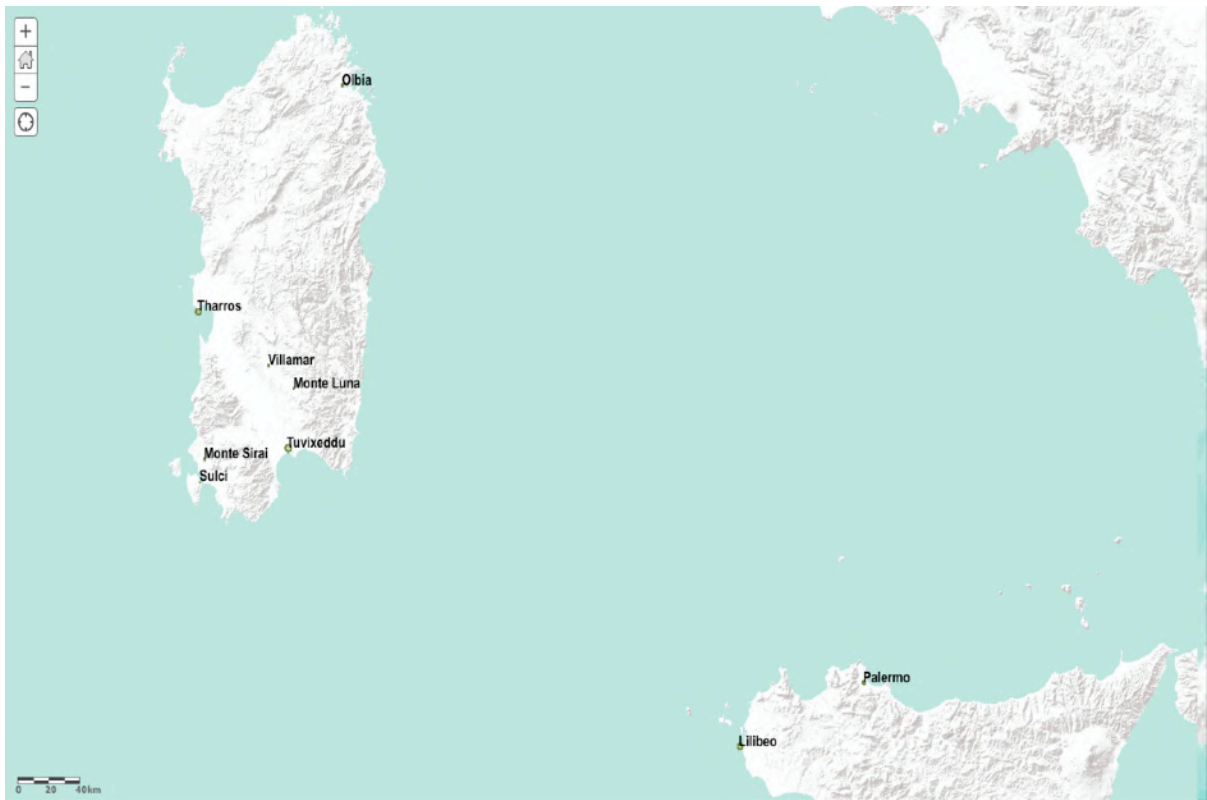 +
−
Olbia
Tharros
Villamar
Monte Luna
Tuvixeddu
Monte Sirai
Sulci
Palermo
Lilibeo
0 20 40km